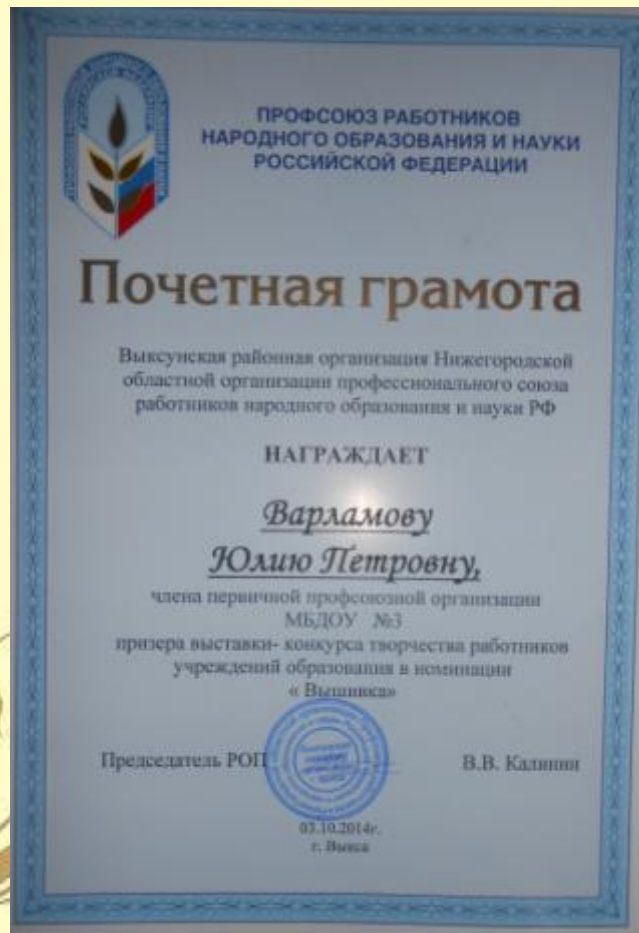 ПРОФСОЮЗ РАБОТНИКОВ
НАРОДНОГО ОБРАЗОВАНИЯ И НАУКИ
РОССИЙСКОЙ ФЕДЕРАЦИИ
Почетная грамота
Выксунская районная организация Нижегородской
областной организации профессионального союза
работников народного образования и науки РФ
НАГРАЖДАЕТ
Варламову
Юлию Петровну,
члена первичной профсоюзной организации
МБДОУ №3
призера выставки- конкурса творчества работников
учреждений образования в номинации
« Вышивка»
Председатель РОП В.В. Калинин
03.10.2014г.
г. Выкса